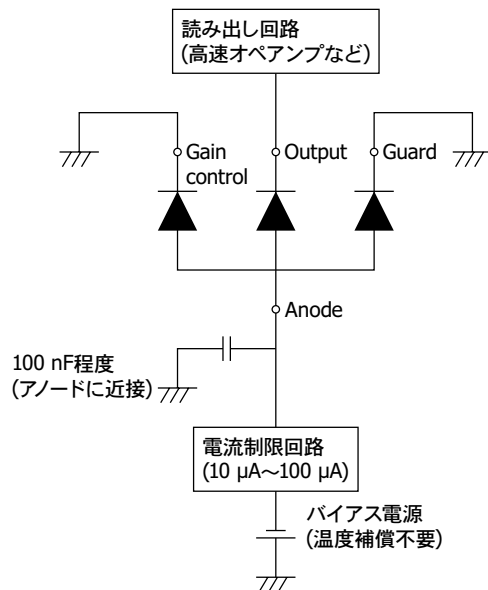 読み出し回路
(高速オペアンプなど)
Gain
control
Output
Guard
Anode
100 nF程度
(アノードに近接)
電流制限回路
(10 µA～100 µA)
バイアス電源
(温度補償不要)